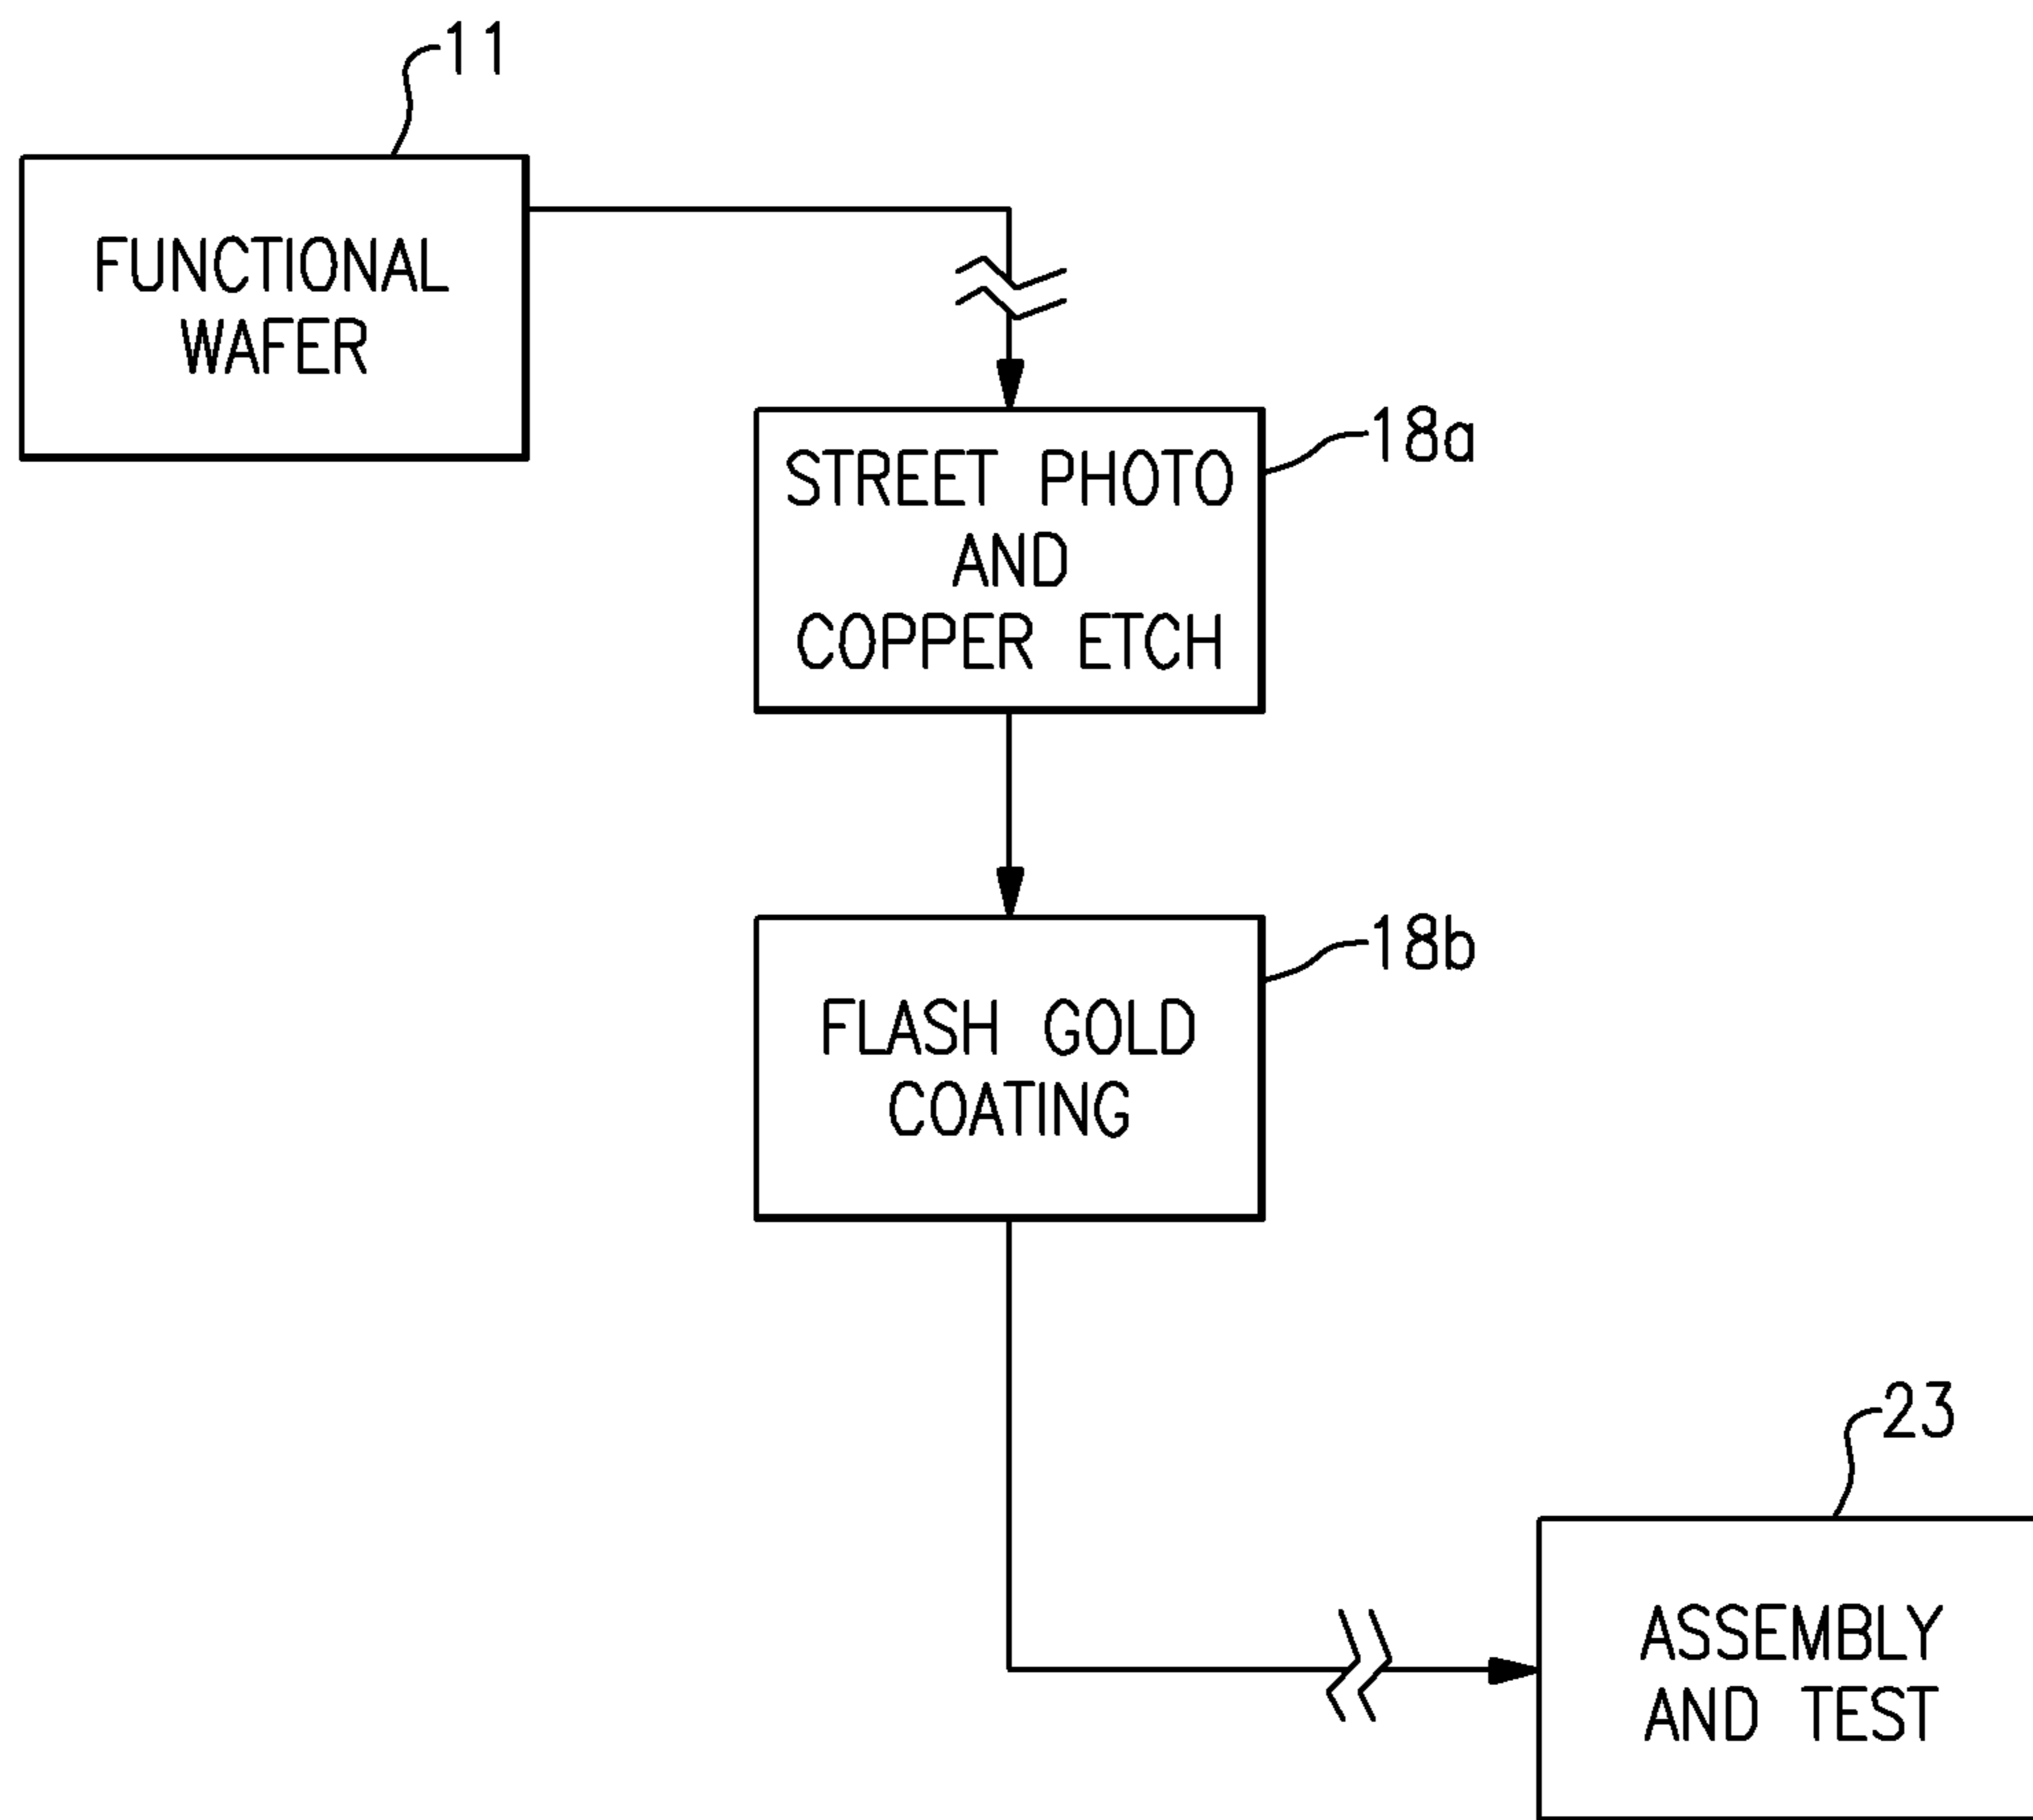 11
FUNCTIONAL
WAFER
18a
STREET PHOTO
AND
COPPER ETCH
18b
FLASH GOLD
COATING
23
ASSEMBLY
AND TEST